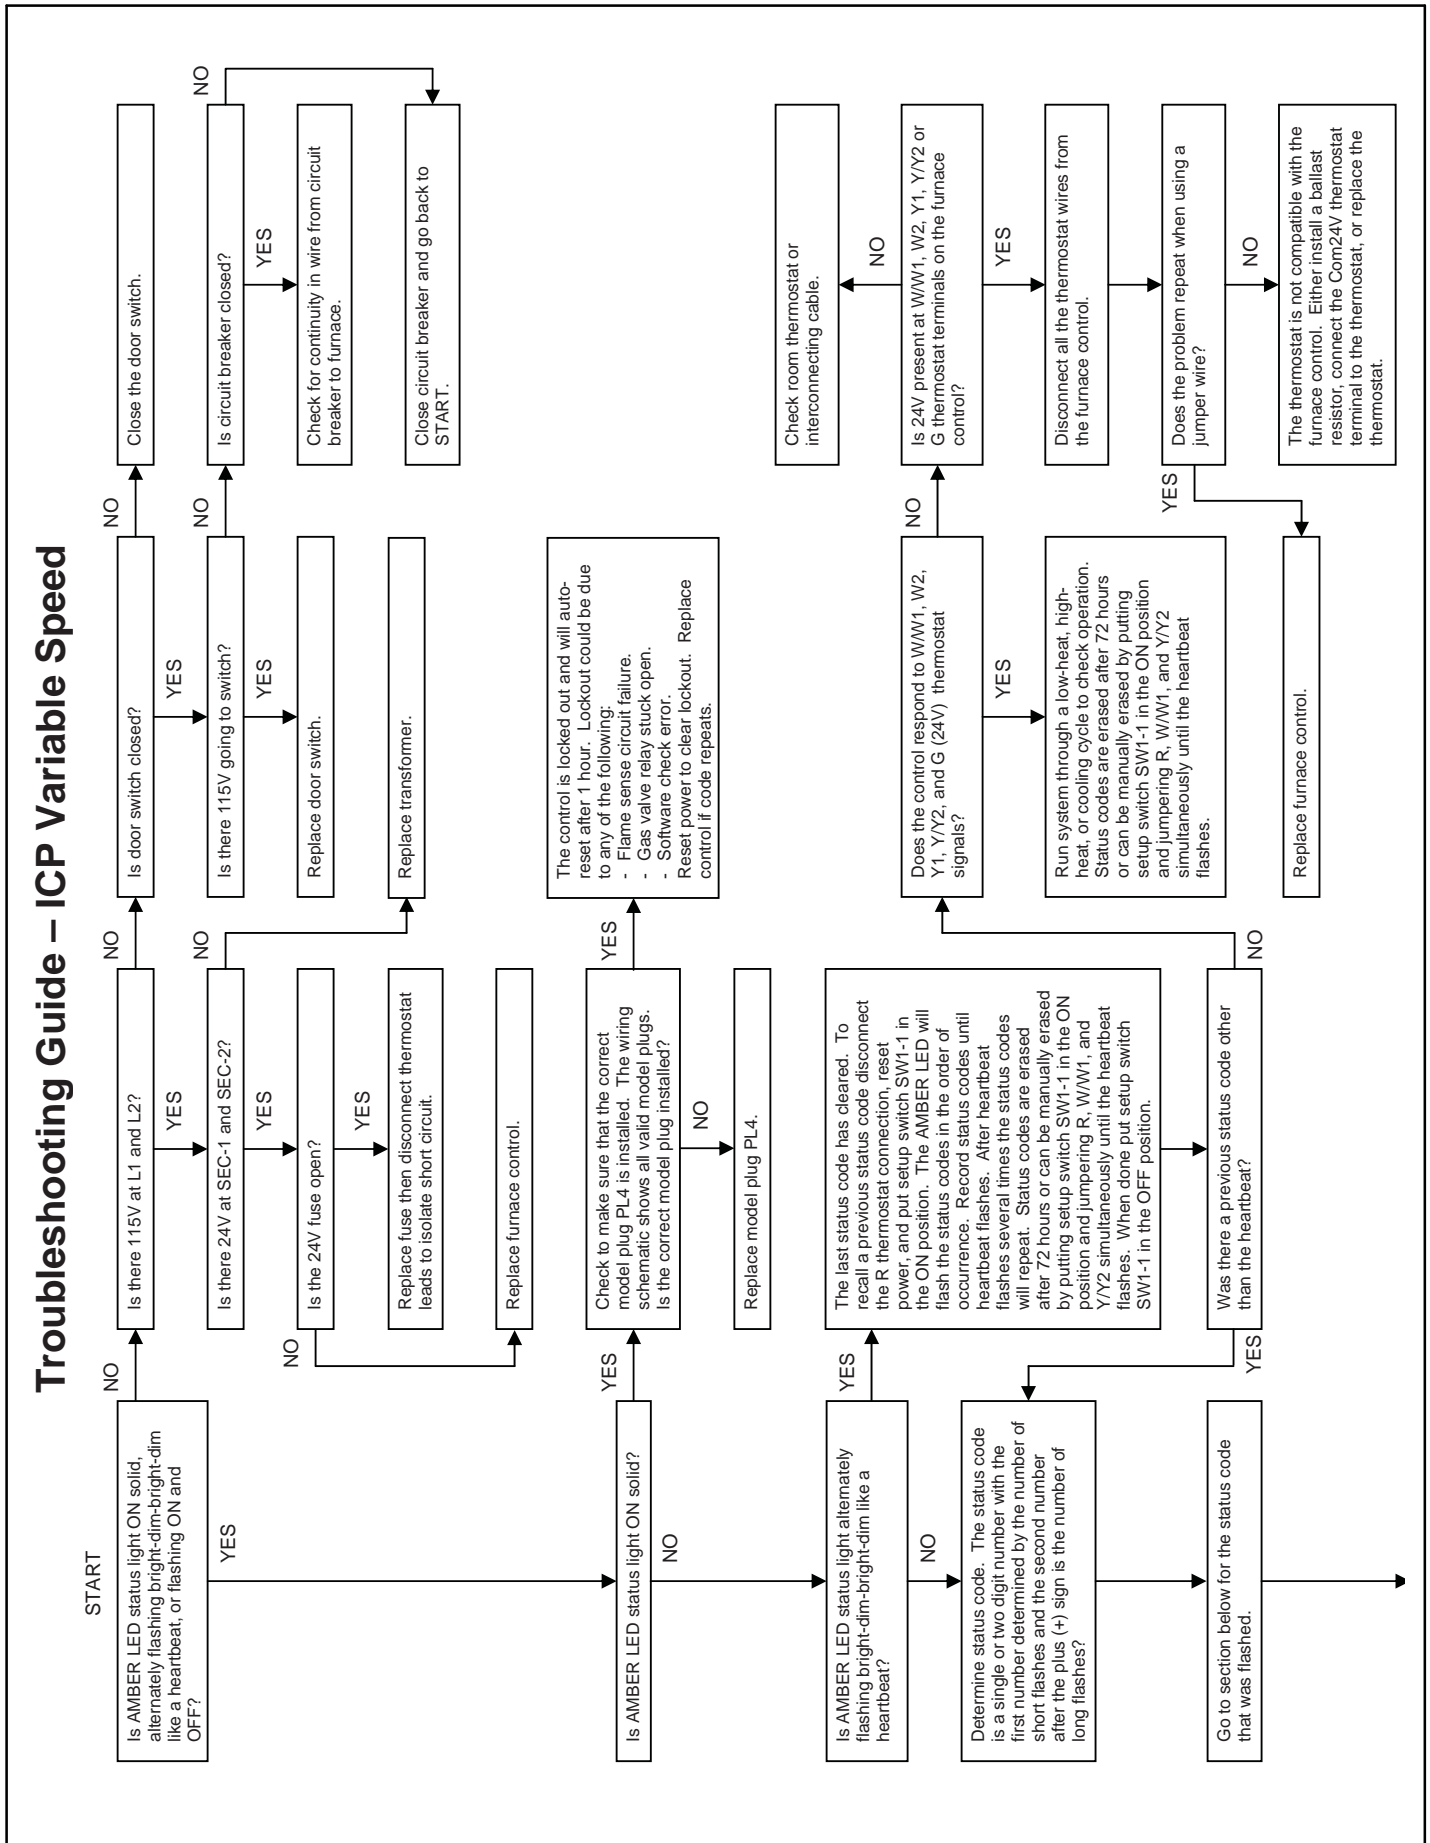 Troubleshooting Guide – ICP Variable Speed
START
Is AMBER LED status light ON solid,
alternately flashing bright-dim-bright-dim
like a heartbeat, or flashing ON and
OFF?
NO
YES
Is there 115V at L1 and L2?
NO
YES
Is door switch closed?
NO
YES
Close the door switch.
Is there 24V at SEC-1 and SEC-2?
NO
YES
Is there 115V going to switch?
NO
YES
Is circuit breaker closed?
NO
YES
Is the 24V fuse open?
NO
YES
Replace door switch.
Check for continuity in wire from circuit
breaker to furnace.
Replace fuse then disconnect thermostat
leads to isolate short circuit.
Replace transformer.
Close circuit breaker and go back to
START.
Replace furnace control.
Is AMBER LED status light ON solid?
YES
NO
Check to make sure that the correct
model plug PL4 is installed. The wiring
schematic shows all valid model plugs.
Is the correct model plug installed?
YES
NO
The control is locked out and will auto-
reset after 1 hour. Lockout could be due
to any of the following:
- Flame sense circuit failure.
- Gas valve relay stuck open.
- Software check error.
Reset power to clear lockout. Replace
control if code repeats.
Replace model plug PL4.
Is AMBER LED status light alternately
flashing bright-dim-bright-dim like a
heartbeat?
YES
NO
The last status code has cleared. To
recall a previous status code disconnect
the R thermostat connection, reset
power, and put setup switch SW1-1 in
the ON position. The AMBER LED will
flash the status codes in the order of
occurrence. Record status codes until
heartbeat flashes. After heartbeat
flashes several times the status codes
will repeat. Status codes are erased
after 72 hours or can be manually erased
by putting setup switch SW1-1 in the ON
position and jumpering R, W/W1, and
Y/Y2 simultaneously until the heartbeat
flashes. When done put setup switch
SW1-1 in the OFF position.
Was there a previous status code other
than the heartbeat?
YES
NO
Determine status code. The status code
is a single or two digit number with the
first number determined by the number of
short flashes and the second number
after the plus (+) sign is the number of
long flashes?
Go to section below for the status code
that was flashed.
Does the control respond to W/W1, W2,
Y1, Y/Y2, and G (24V) thermostat
signals?
NO
YES
Run system through a low-heat, high-
heat, or cooling cycle to check operation.
Status codes are erased after 72 hours
or can be manually erased by putting
setup switch SW1-1 in the ON position
and jumpering R, W/W1, and Y/Y2
simultaneously until the heartbeat
flashes.
Check room thermostat or
interconnecting cable.
NO
Is 24V present at W/W1, W2, Y1, Y/Y2 or
G thermostat terminals on the furnace
control?
YES
Disconnect all the thermostat wires from
the furnace control.
Does the problem repeat when using a
jumper wire?
YES
NO
Replace furnace control.
The thermostat is not compatible with the
furnace control. Either install a ballast
resistor, connect the Com24V thermostat
terminal to the thermostat, or replace the
thermostat.